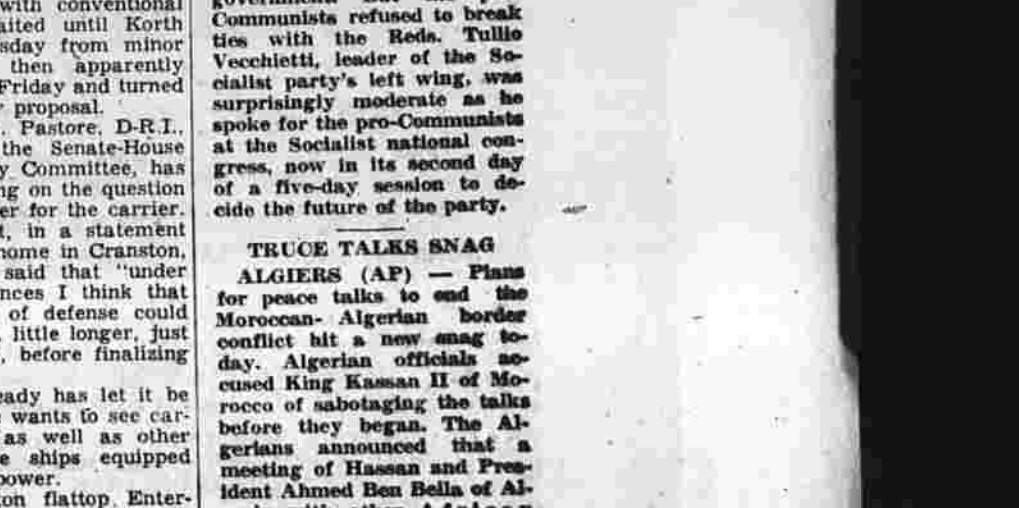 with conventional
aited until Korth
sday from minor
then apparently
Friday and turned
proposal.
. Pastore, D-R.I.,
the Senate-House
y Committee, has
ng on the question
er for the carrier.
t, in a statement
home in Cranston,
said that "under
nces I think that
of defense could
little longer, just
, before finalizing
eady has let it be
wants to see car-
as well as other
e ships equipped
power.
on flattop Enter-
Communists refused to break
ties with the Reds. Tullio
Vecchietti, leader of the So-
cialist party's left wing, was
surprisingly moderate as he
spoke for the pro-Communists
at the Socialist national con-
gress, now in its second day
of a five-day session to de-
cide the future of the party.
TRUCE TALKS SNAG
ALGIERS (AP) — Plans
for peace talks to end the
Moroccan- Algerian border
conflict hit a new snag to-
day. Algerian officials ac-
cused King Kassan II of Mo-
rocco of sabotaging the talks
before they began. The Al-
gerians announced that a
meeting of Hassan and Pres-
ident Ahmed Ben Bella of Al-